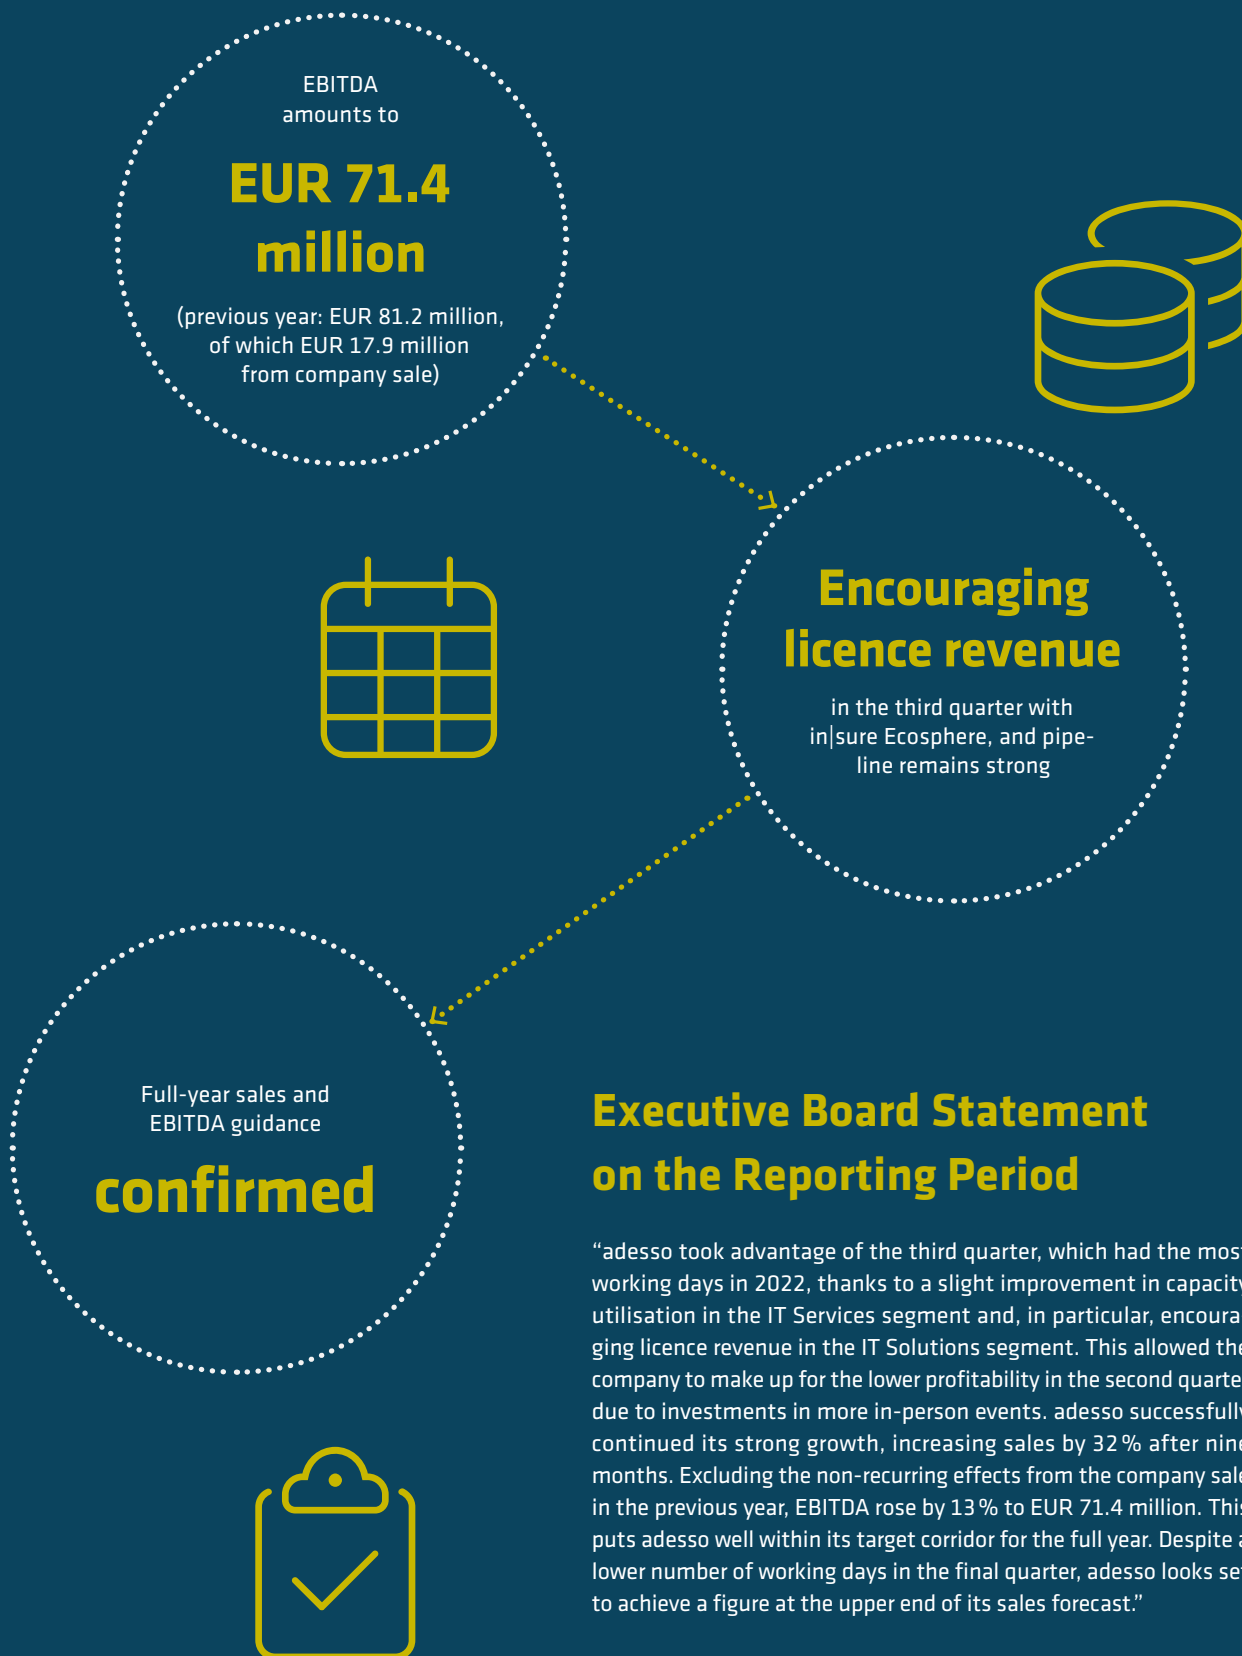 EBITDA
amounts to
EUR 71.4
million
(previous year: EUR 81.2 million,
of which EUR 17.9 million
from company sale)
Encouraging
licence revenue
in the third quarter with
in|sure Ecosphere, and pipe-
line remains strong
Full-year sales and
EBITDA guidance
confirmed
Executive Board Statement
on the Reporting Period
“adesso took advantage of the third quarter, which had the most
working days in 2022, thanks to a slight improvement in capacity
utilisation in the IT Services segment and, in particular, encoura
ging licence revenue in the IT Solutions segment. This allowed the
company to make up for the lower profitability in the second quarte
due to investments in more in-person events. adesso successfully
continued its strong growth, increasing sales by 32 % after nine
months. Excluding the non-recurring effects from the company sale
in the previous year, EBITDA rose by 13 % to EUR 71.4 million. This
puts adesso well within its target corridor for the full year. Despite a
lower number of working days in the final quarter, adesso looks set
to achieve a figure at the upper end of its sales forecast.”